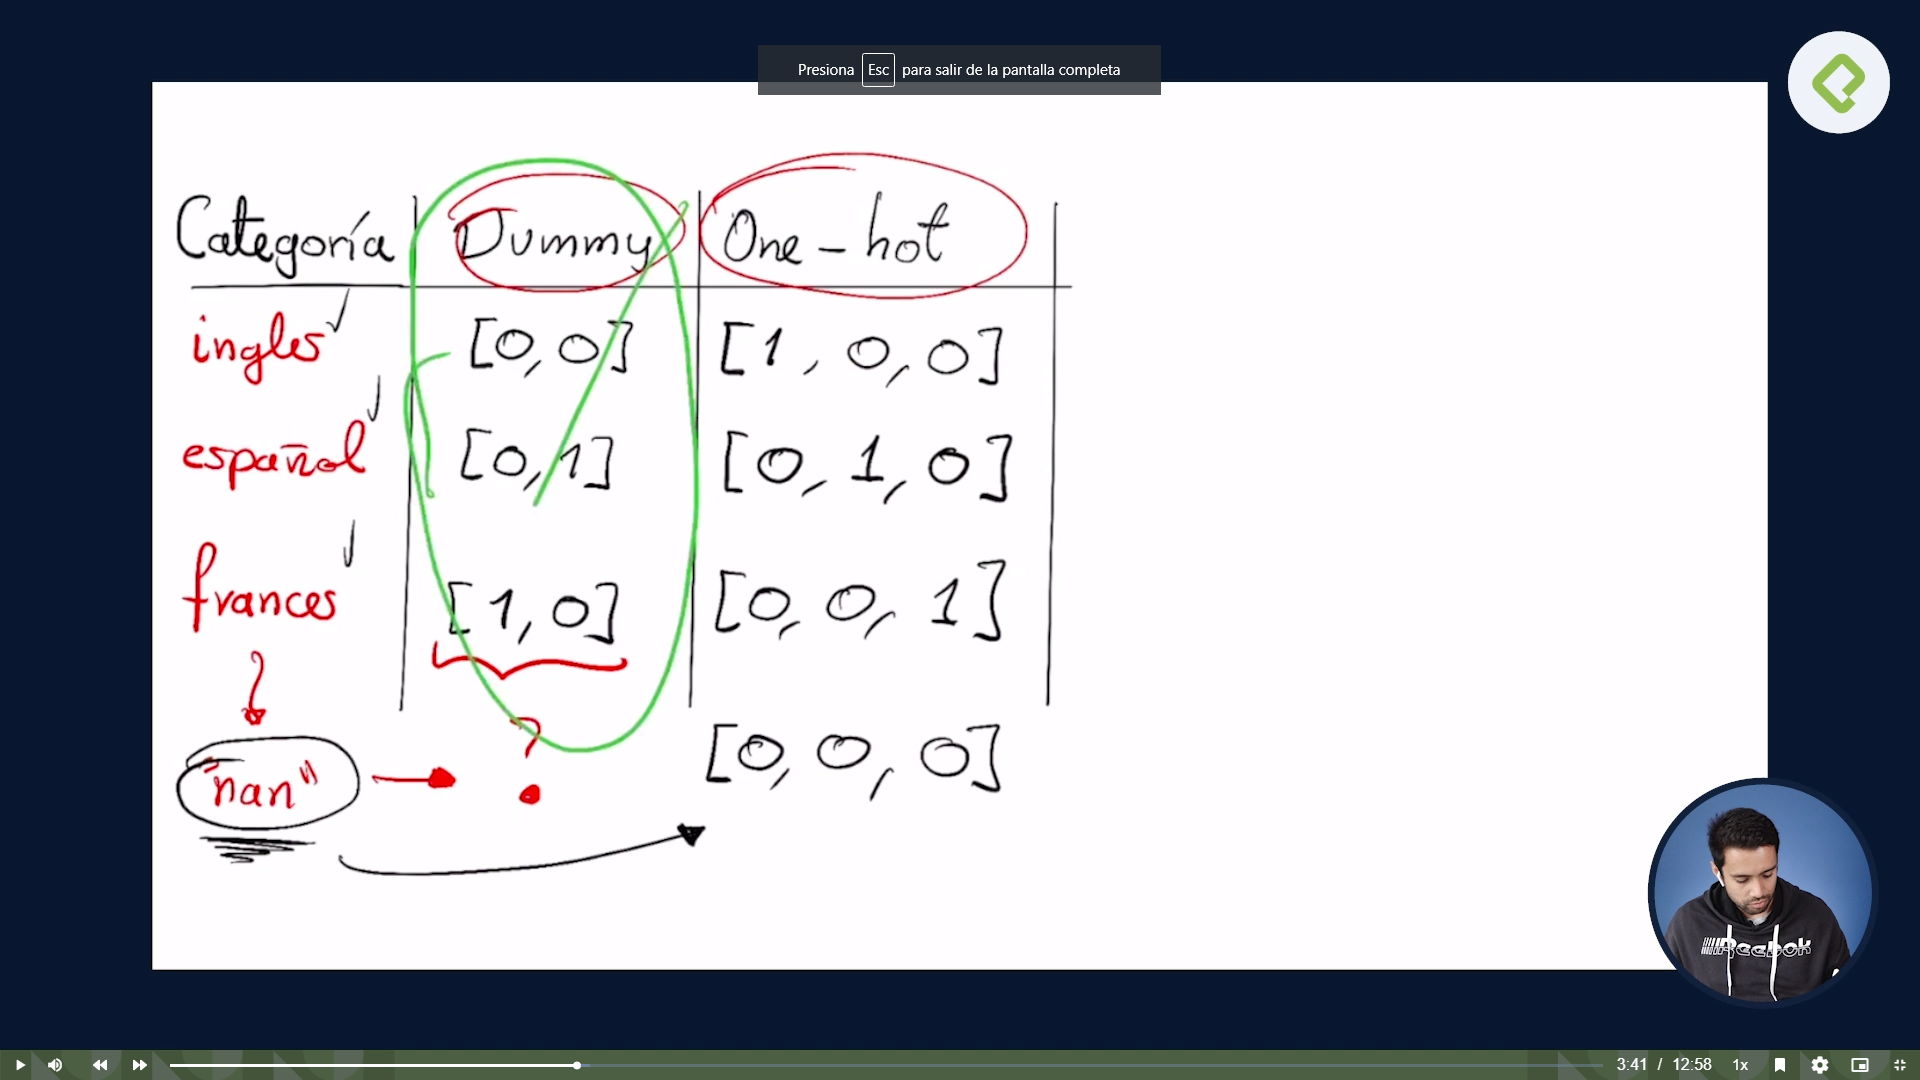 Presiona Esc para salir de la pantalla completa
Categoría Dummy One-hot
ingles [0,0] [1,0,0]
español [0,1] [0,1,0]
frances [1,0] [0,0,1]
?
"nan" [0,0,0]
Reebok
3:41 / 12:58 1x